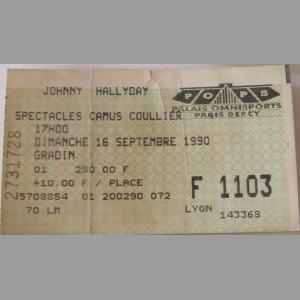 JOHNNY HALLYDAY
POPB
PALAIS OMNISPORTS
PARIS BERCY
SPECTACLES CAMUS COULLIER
17H00
DIMANCHE 16 SEPTEMBRE 1990
GRADIN
01 250.00 F
+10.00 F / PLACE
F 1103
S708854 01 200290 072
70 LM
LYON 143368
2731728